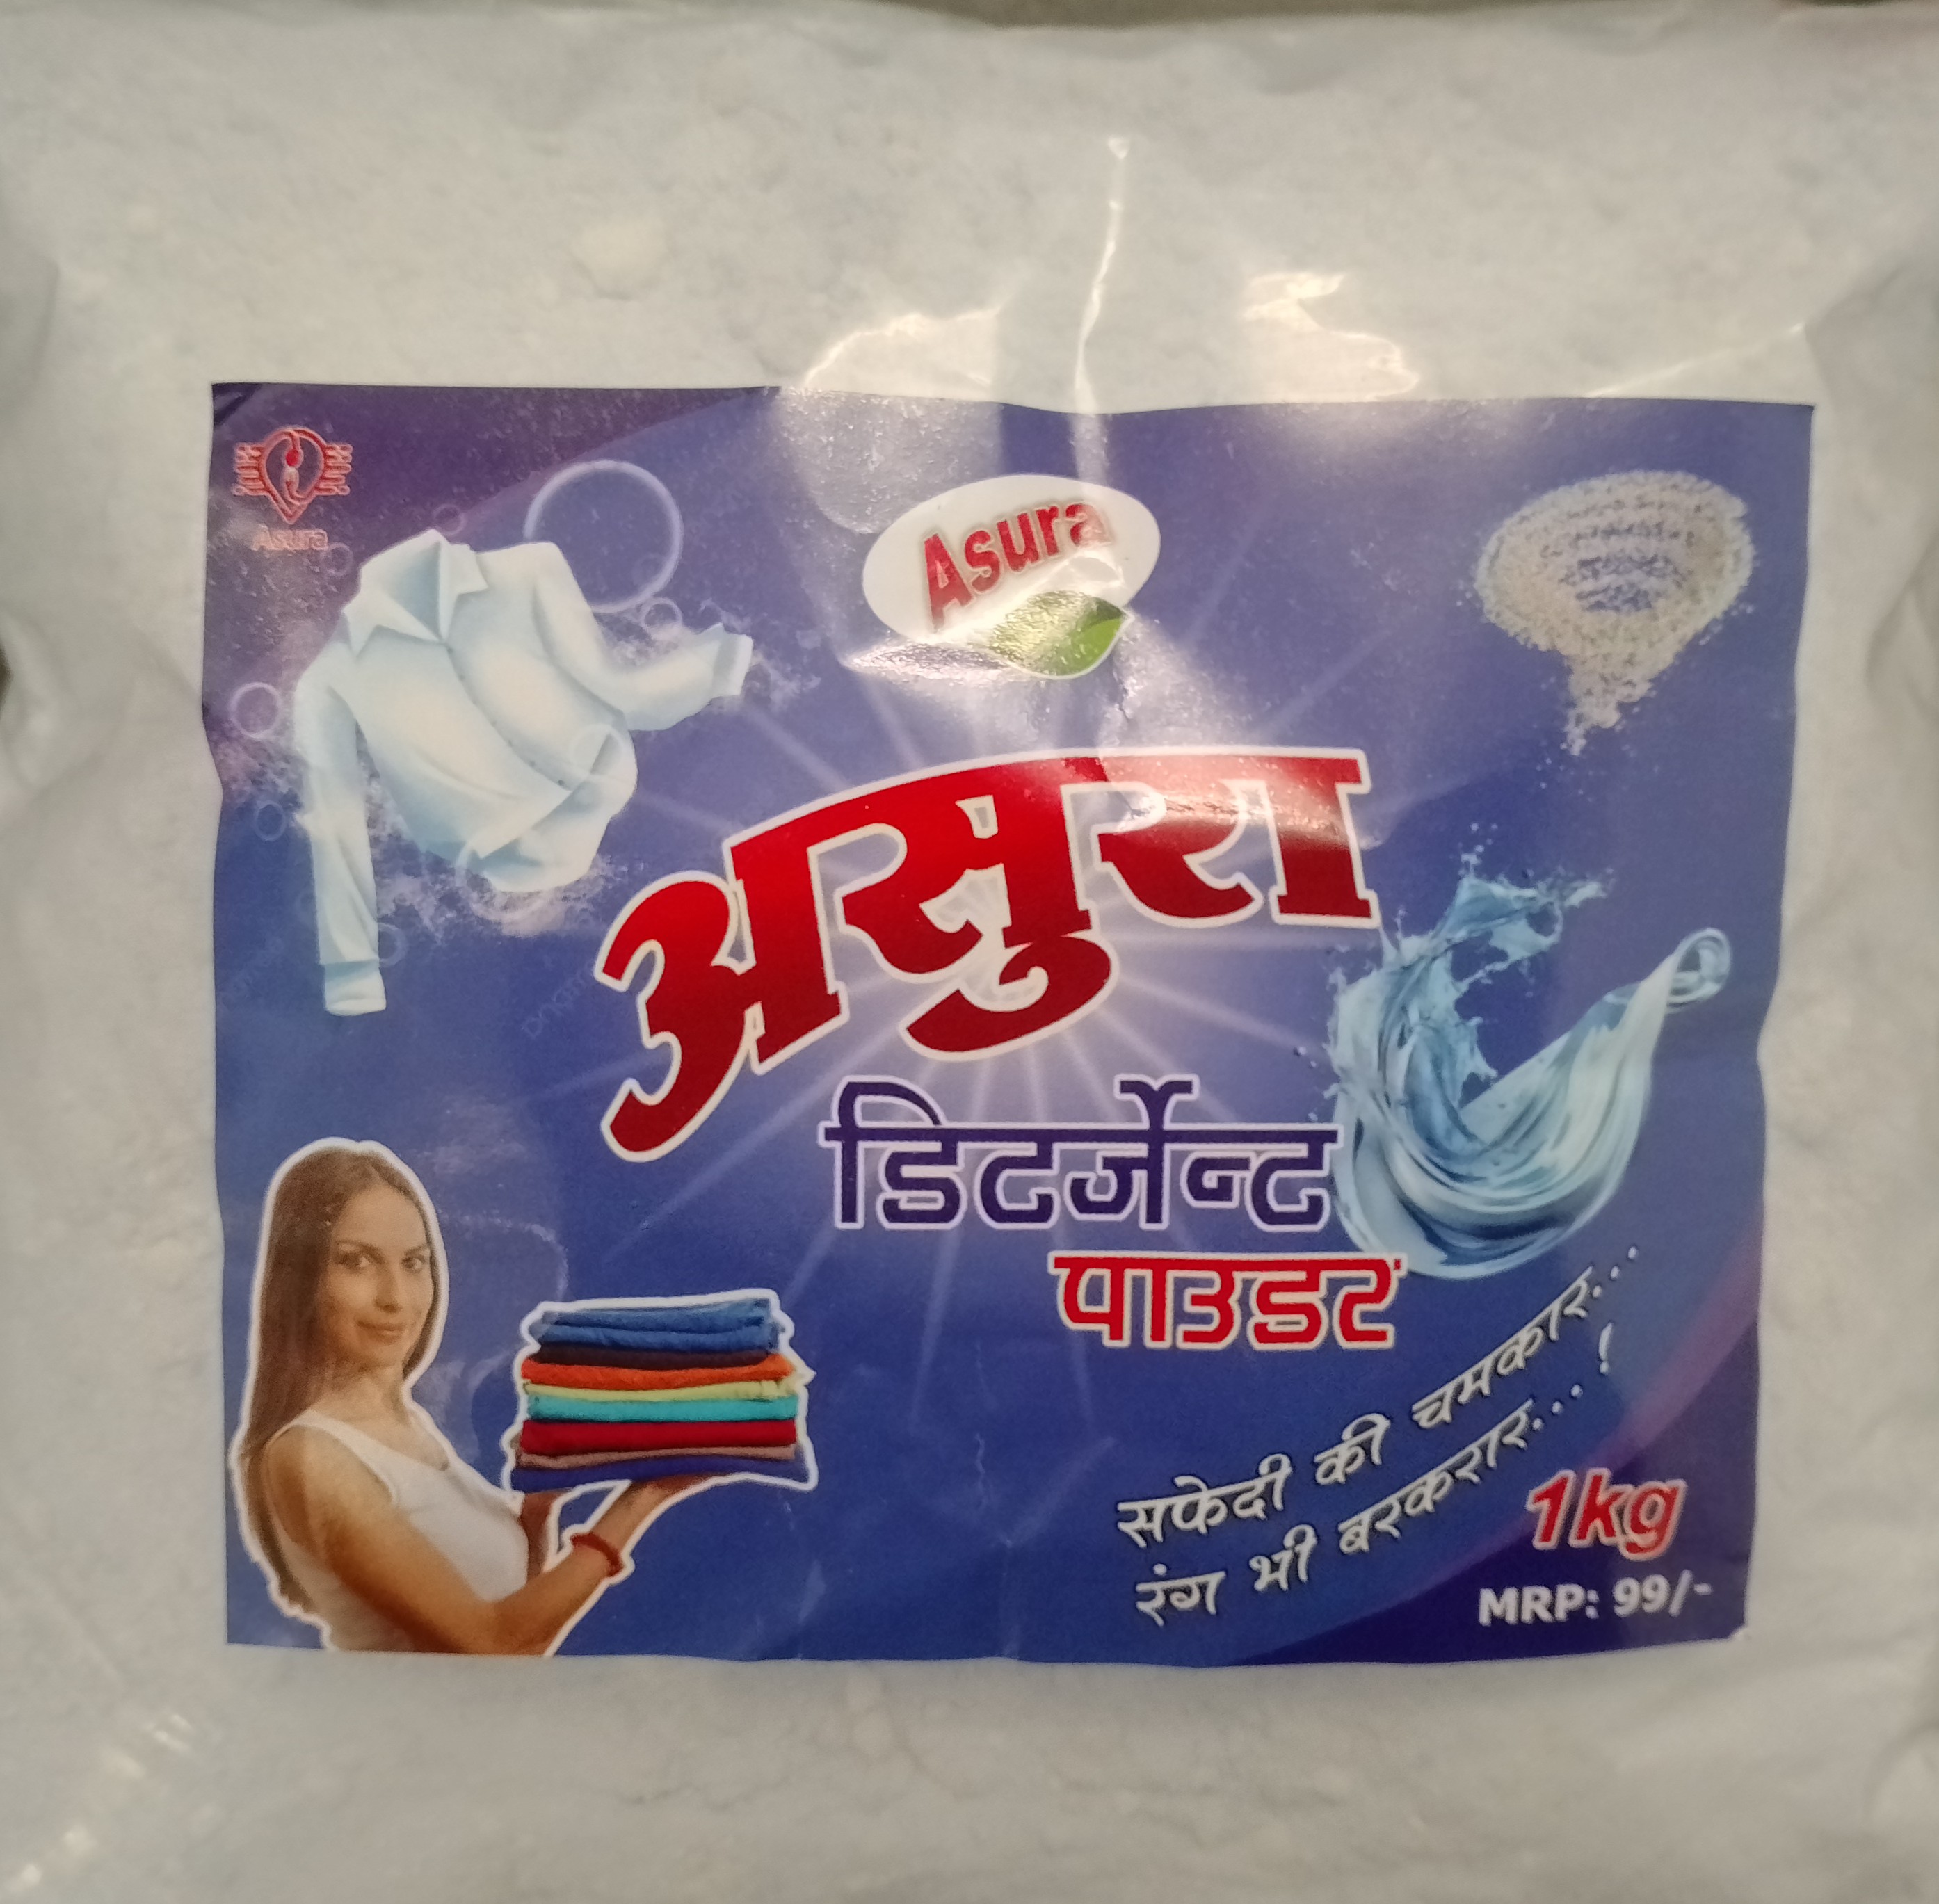 Asura
Asura
असुरा
डिटर्जेन्ट
पाउडर
सफेदी की चमकार...
रंग भी बरकरार...!
1kg
MRP: 99/-